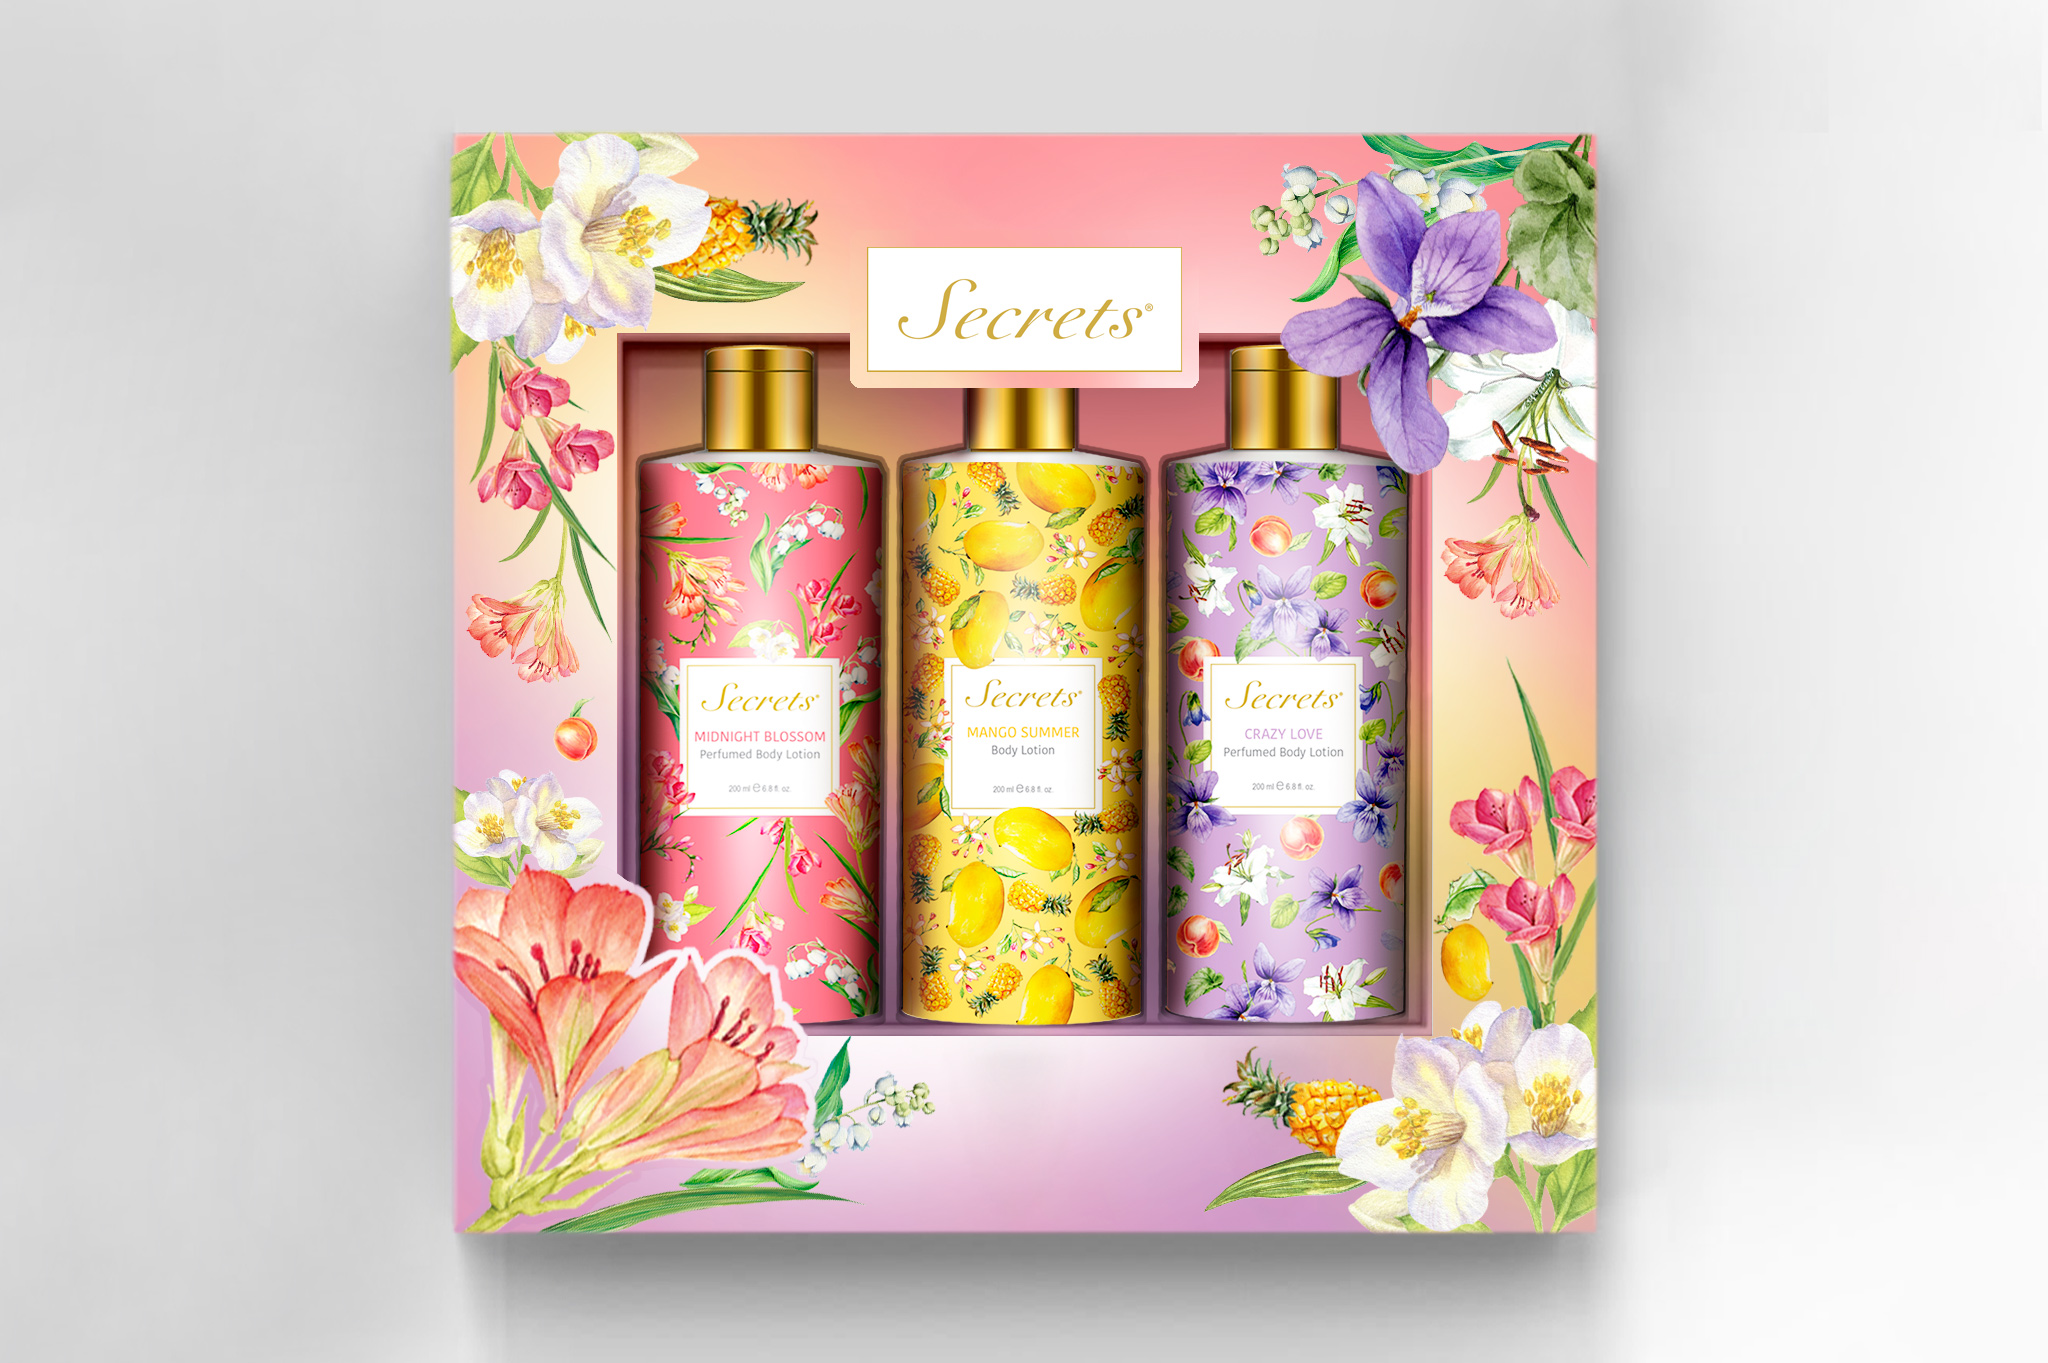 Secrets®
Secrets®
MIDNIGHT BLOSSOM
Perfumed Body Lotion
200 ml ℮ 6.8 fl. oz.
Secrets®
MANGO SUMMER
Body Lotion
200 ml ℮ 6.8 fl. oz.
Secrets®
CRAZY LOVE
Perfumed Body Lotion
200 ml ℮ 6.8 fl. oz.